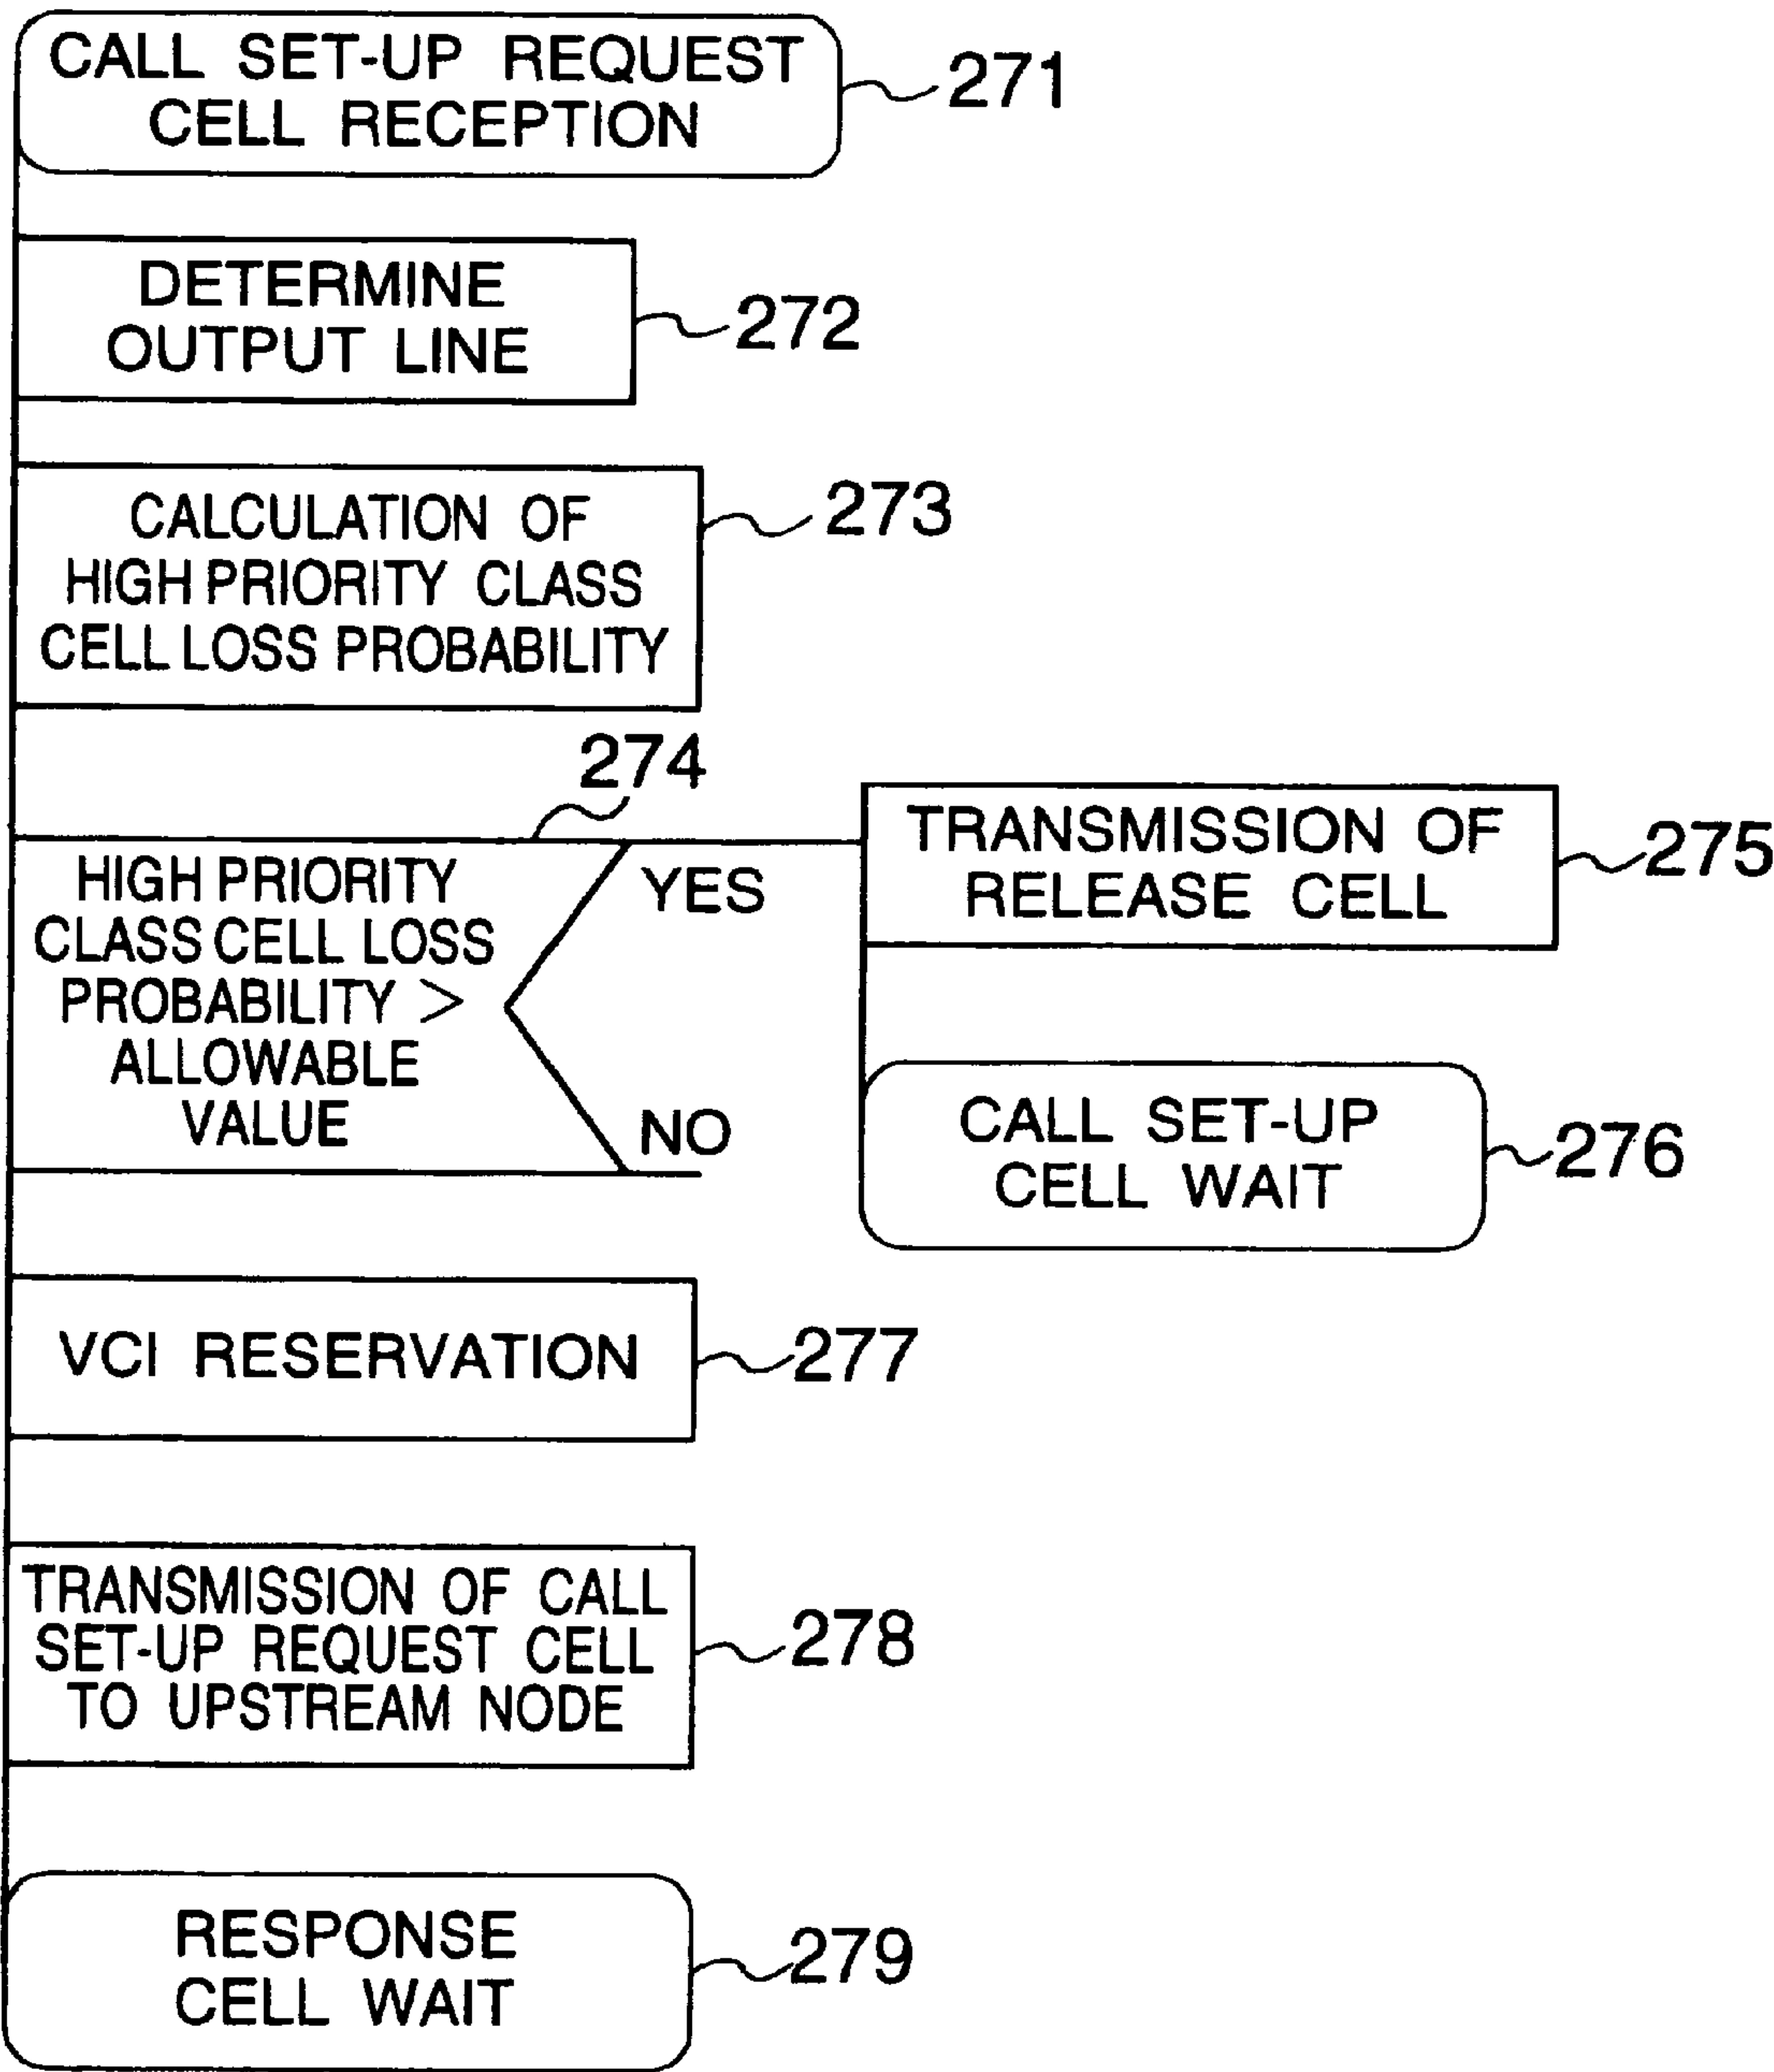 CALL SET-UP REQUEST
CELL RECEPTION
271
DETERMINE
OUTPUT LINE
272
CALCULATION OF
HIGH PRIORITY CLASS
CELL LOSS PROBABILITY
273
274
HIGH PRIORITY
CLASS CELL LOSS
PROBABILITY >
ALLOWABLE
VALUE
YES
NO
TRANSMISSION OF
RELEASE CELL
275
CALL SET-UP
CELL WAIT
276
VCI RESERVATION
277
TRANSMISSION OF CALL
SET-UP REQUEST CELL
TO UPSTREAM NODE
278
RESPONSE
CELL WAIT
279